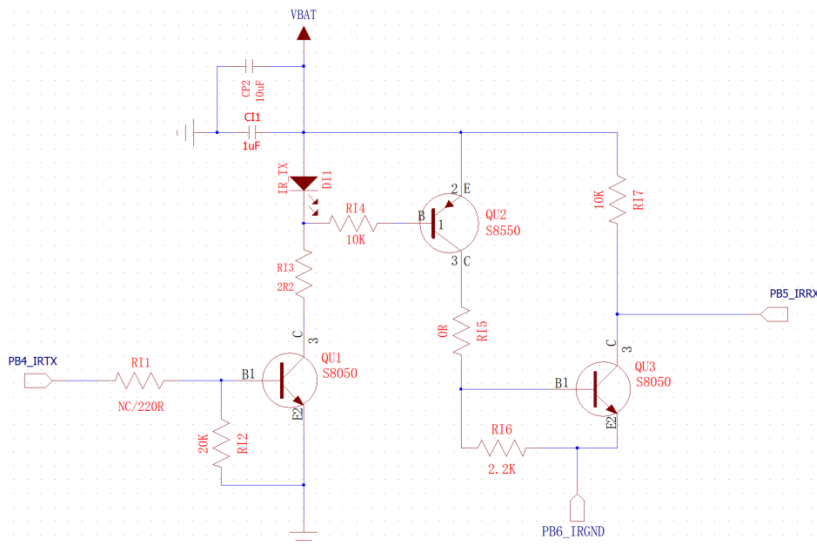 VBAT
CP2
10uF
CI1
1uF
IR_TX
DI1
RI4
10K
B
1
2
E
QU2
S8550
3
C
10K
RI7
RI3
2R2
0R
RI5
PB5_IRRX
PB4_IRTX
RI1
NC/220R
B1
C
3
QU1
S8050
E2
20K
RI2
B1
C
3
QU3
S8050
E2
RI6
2.2K
PB6_IRGND